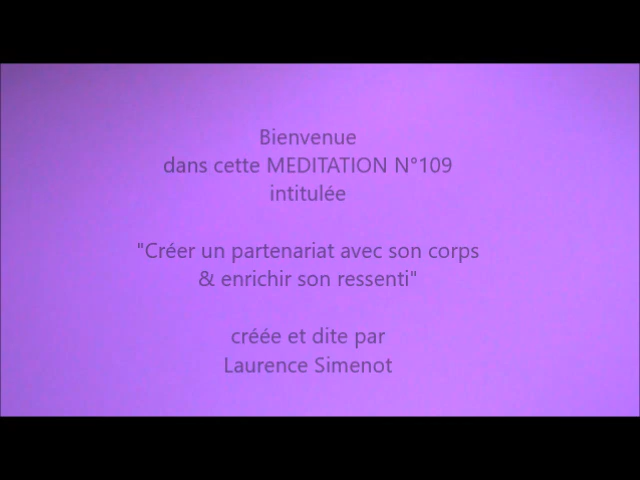 Bienvenue
dans cette MEDITATION N°109
intitulée
"Créer un partenariat avec son corps
& enrichir son ressenti"
créée et dite par
Laurence Simenot